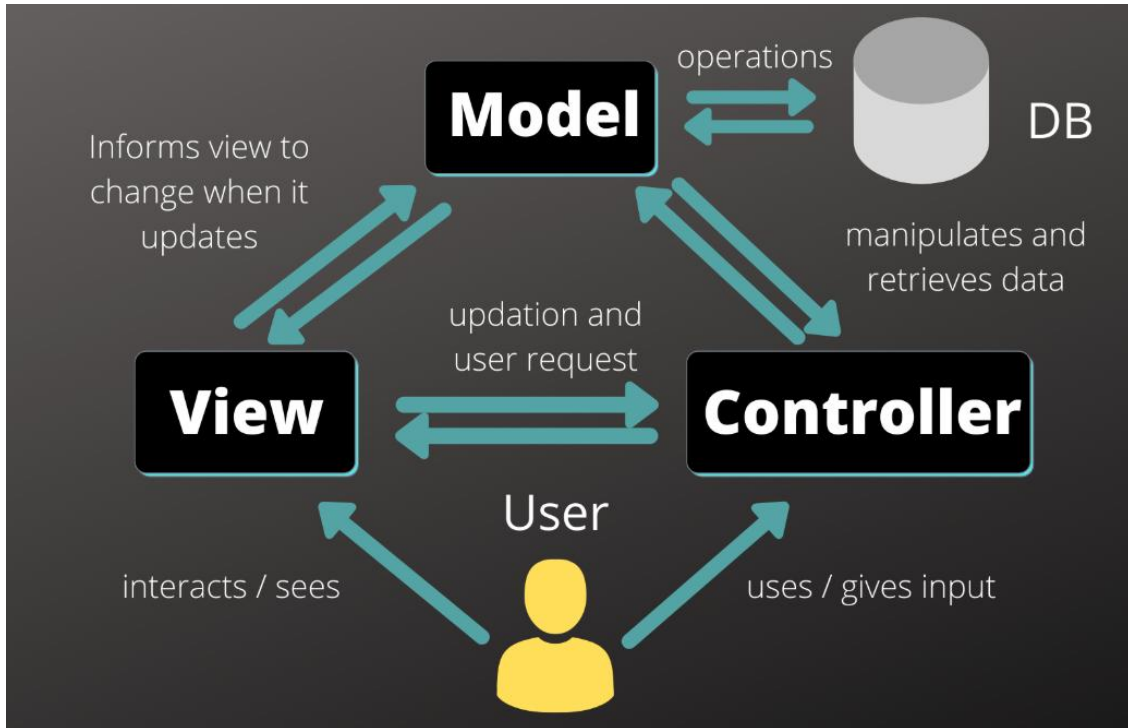 operations
Model
DB
Informs view to
change when it
updates
manipulates and
retrieves data
updation and
user request
View
Controller
User
interacts / sees
uses / gives input